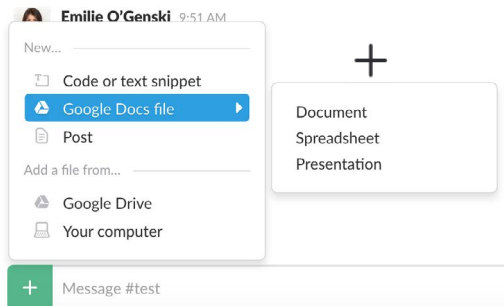 Emilie O'Genski 9:51 AM
New...
Code or text snippet
Google Docs file
Post
Add a file from...
Google Drive
Your computer
Document
Spreadsheet
Presentation
Message #test